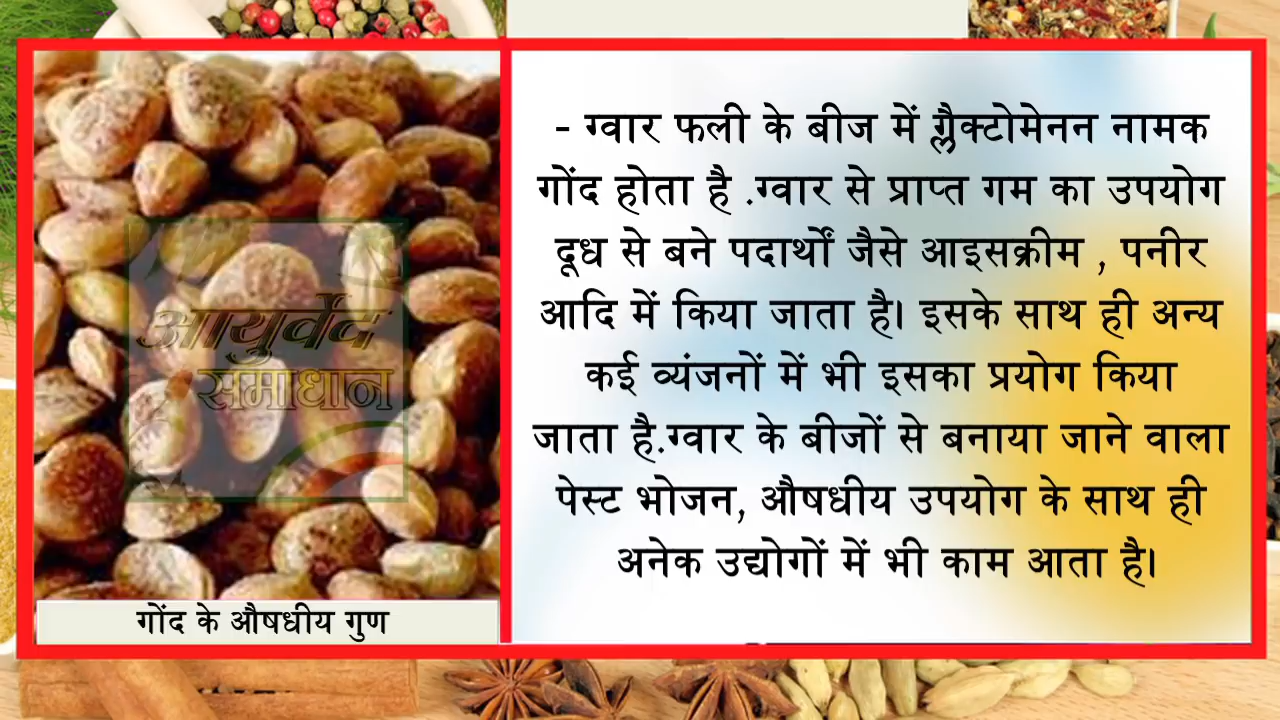 - ग्वार फली के बीज में ग्लैक्टोमेनन नामक
गोंद होता है .ग्वार से प्राप्त गम का उपयोग
दूध से बने पदार्थों जैसे आइसक्रीम , पनीर
आदि में किया जाता है। इसके साथ ही अन्य
कई व्यंजनों में भी इसका प्रयोग किया
जाता है.ग्वार के बीजों से बनाया जाने वाला
पेस्ट भोजन, औषधीय उपयोग के साथ ही
अनेक उद्योगों में भी काम आता है।
आयुर्वेद
समाधान
गोंद के औषधीय गुण